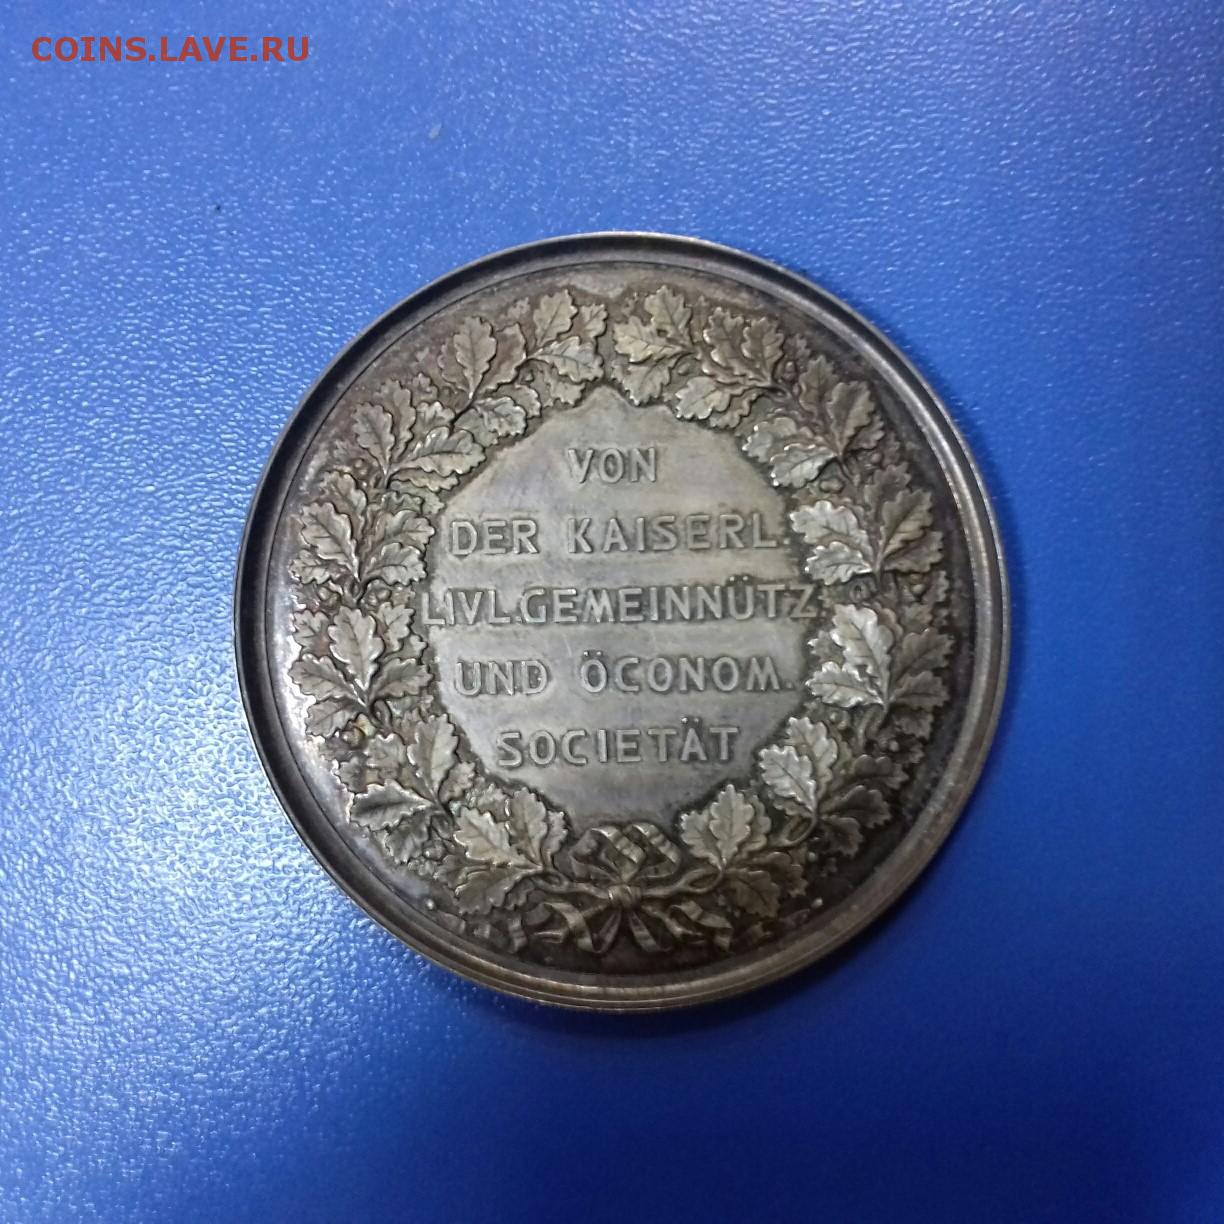 COINS.LAVE.RU
VON
DER KAISERL
LIVL.GEMEINNÜTZ
UND ÖCONOM.
SOCIETÄT